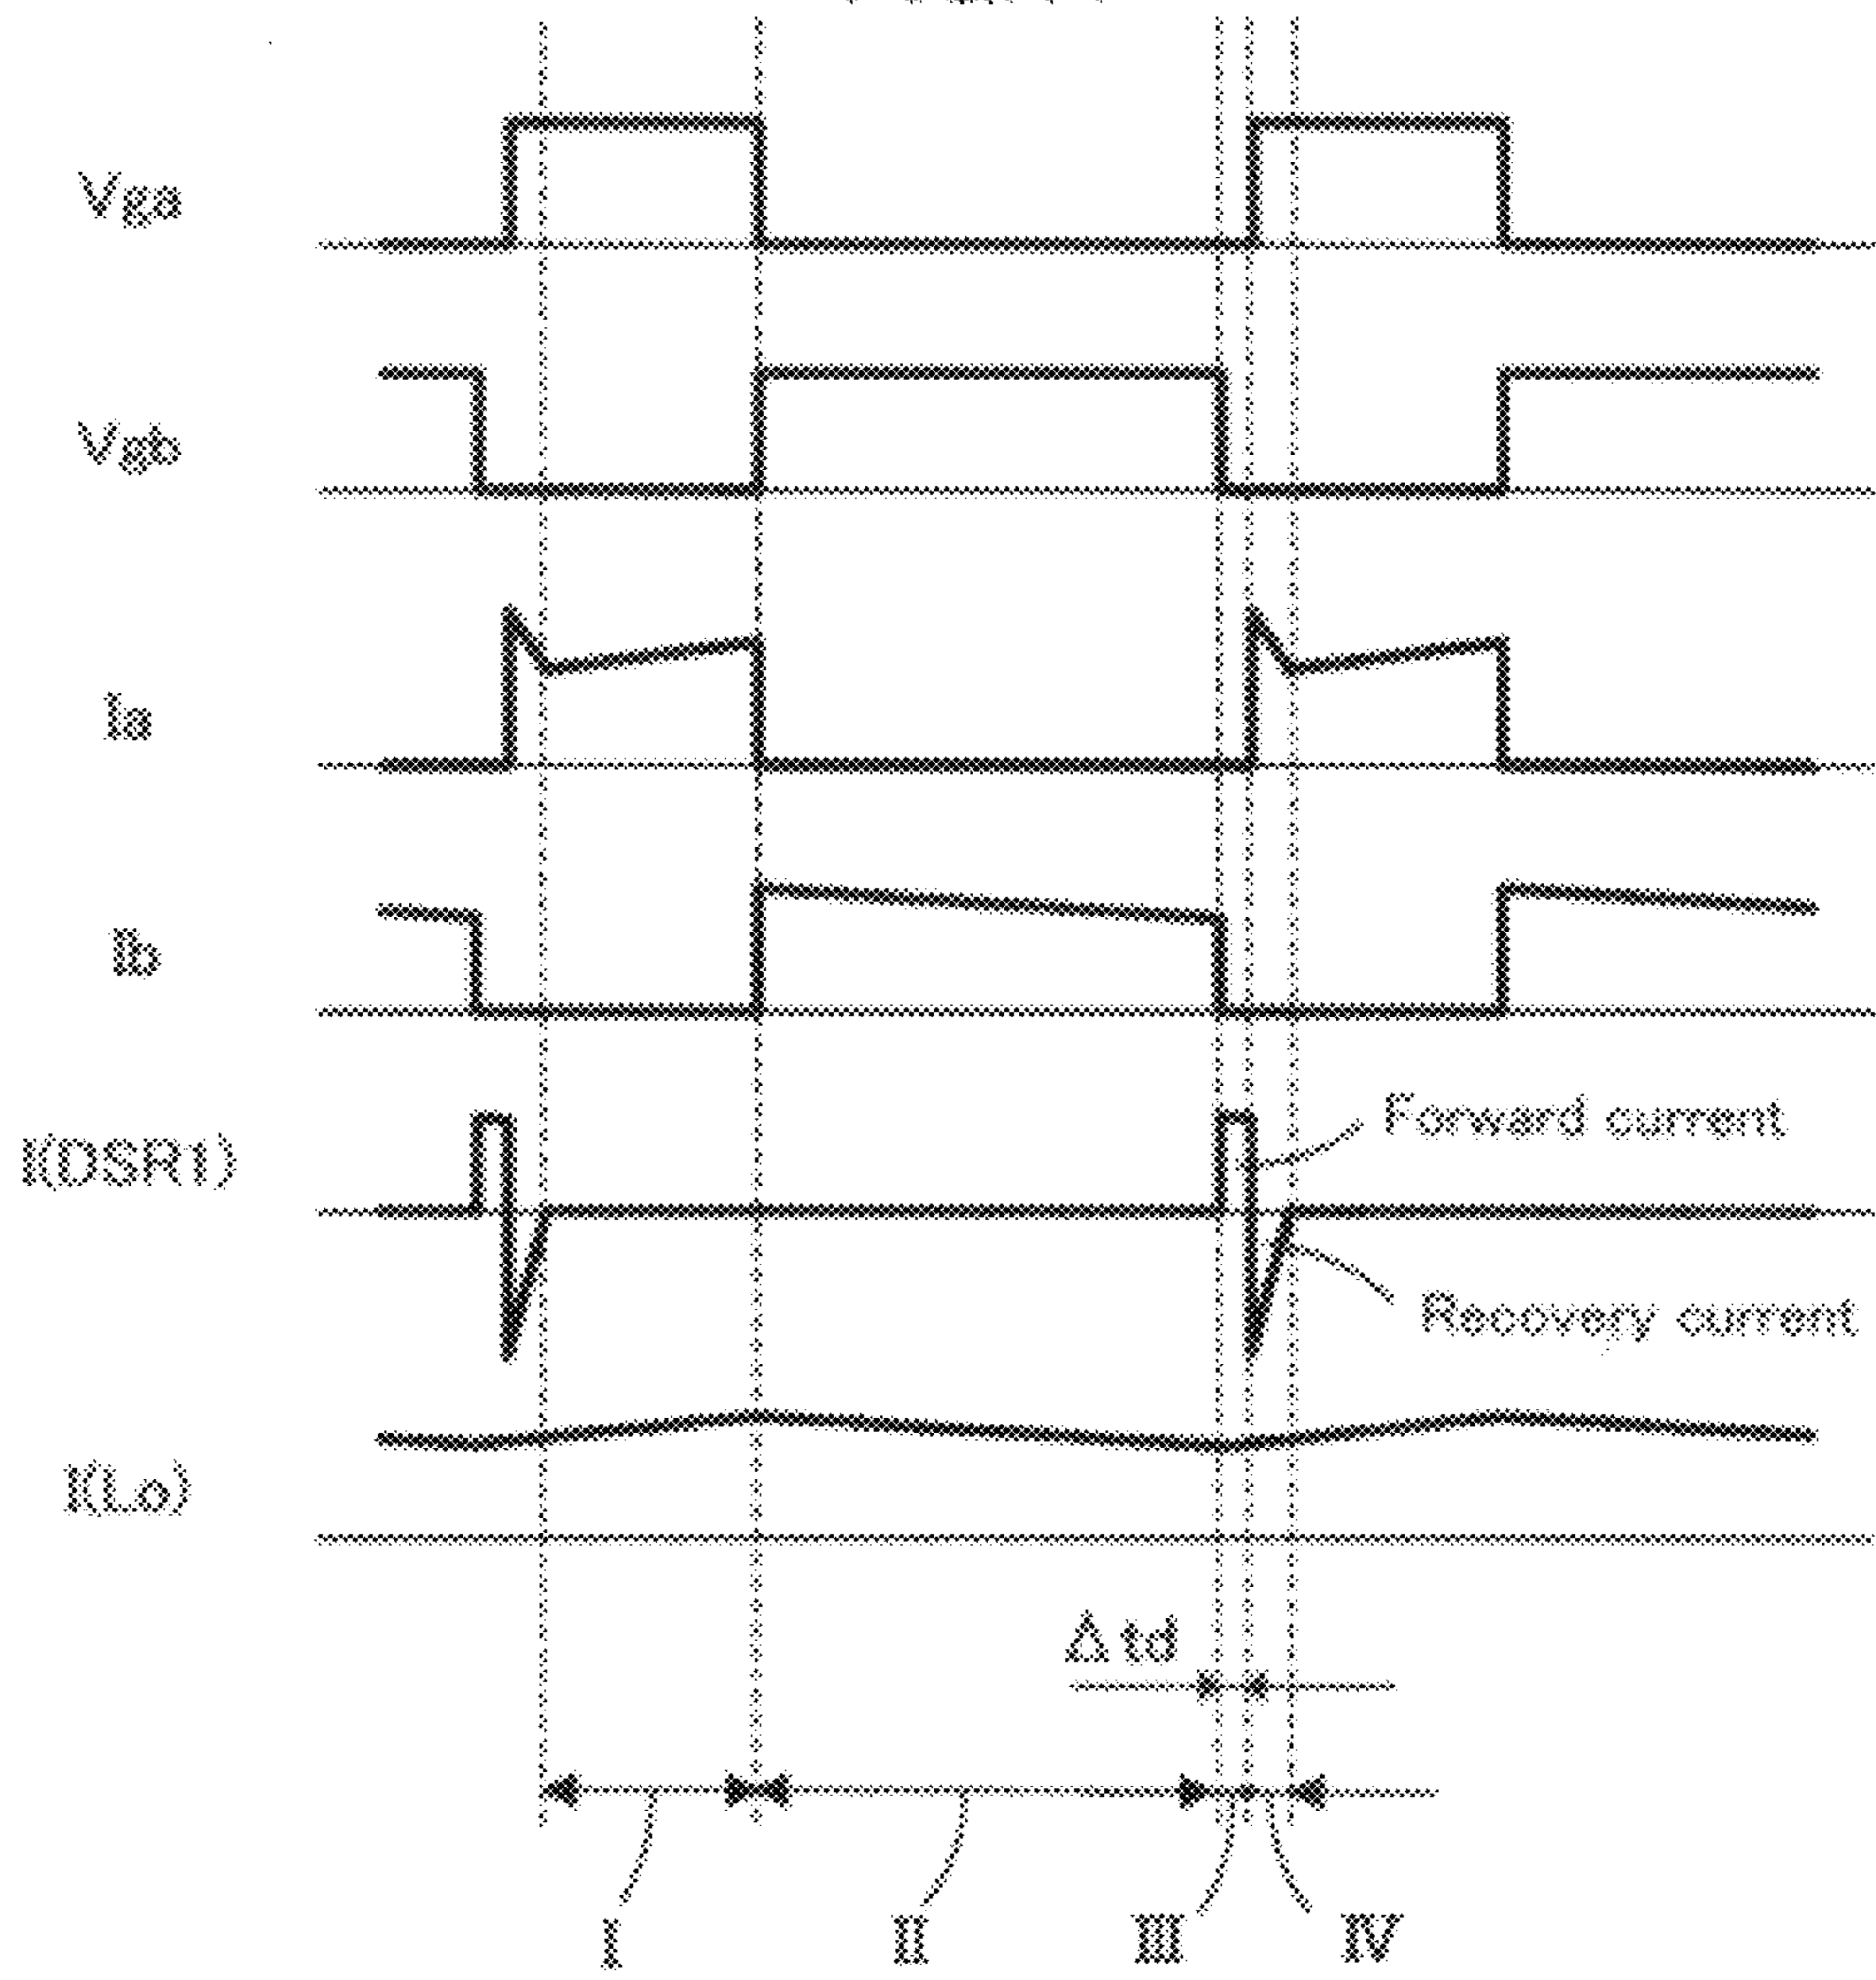 Vga
Vgb
Ia
Ib
I(DSR1)
Forward current
Recovery current
I(Lo)
Δtd
I
II
III
IV